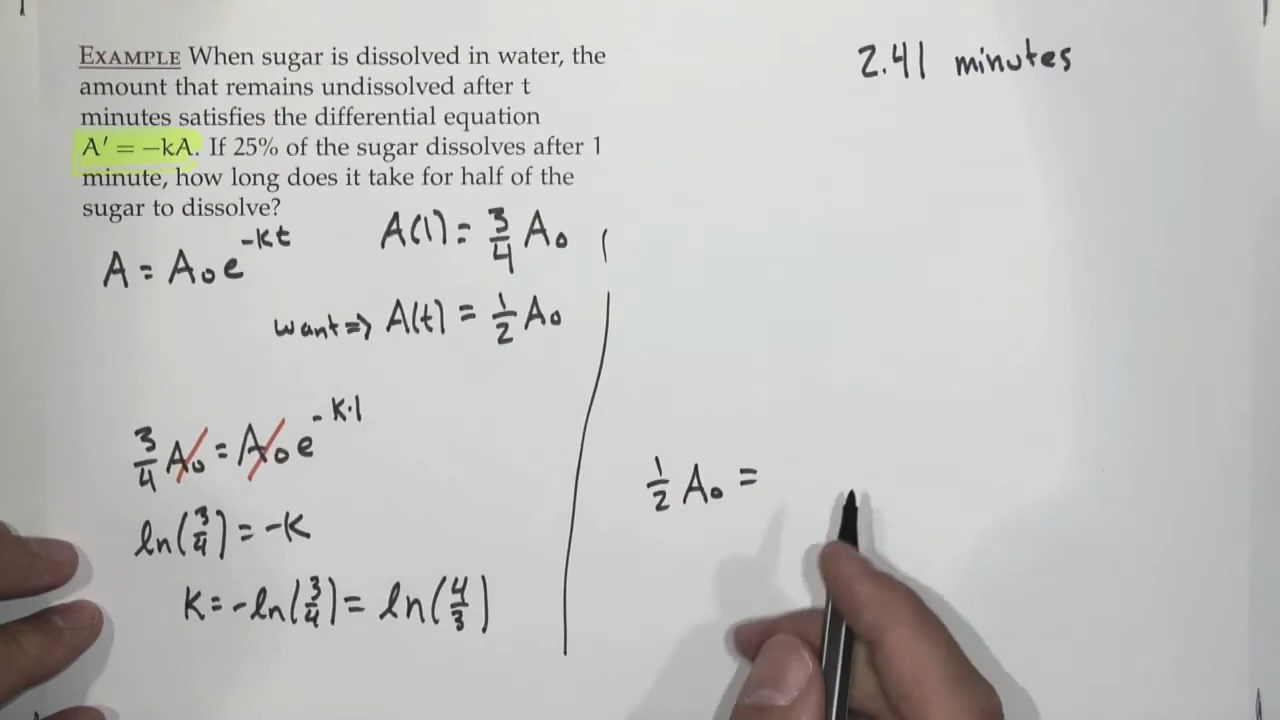 EXAMPLE When sugar is dissolved in water, the
amount that remains undissolved after t
minutes satisfies the differential equation
A′ = −kA. If 25% of the sugar dissolves after 1
minute, how long does it take for half of the
sugar to dissolve?
A = A₀e^{-kt}
A(1) = 3/4 A₀
want ⇒ A(t) = 1/2 A₀
3/4 A₀ = A₀e^{-k·1}
ln(3/4) = -k
k = -ln(3/4) = ln(4/3)
2.41 minutes
1/2 A₀ =